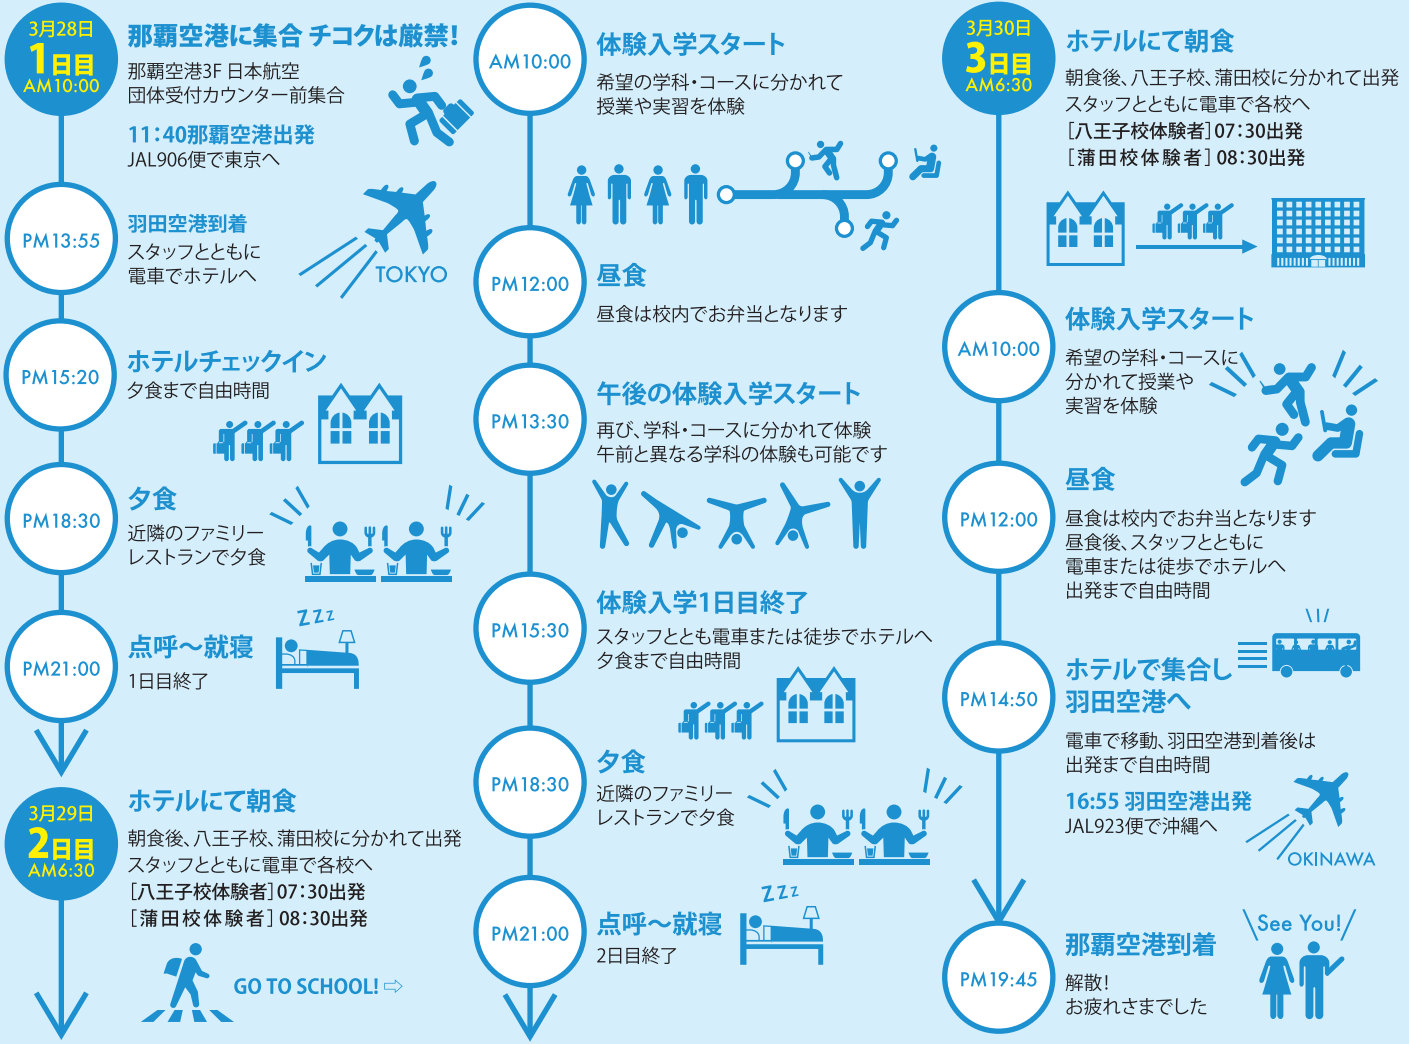 3月28日
1日目
AM10:00
那覇空港に集合 チコクは厳禁!
那覇空港3F 日本航空
団体受付カウンター前集合
11:40那覇空港出発
JAL906便で東京へ
PM13:55
羽田空港到着
スタッフとともに
電車でホテルへ
TOKYO
PM15:20
ホテルチェックイン
夕食まで自由時間
PM18:30
夕食
近隣のファミリー
レストランで夕食
PM21:00
点呼〜就寝
1日目終了
ZZZ
3月29日
2日目
AM6:30
ホテルにて朝食
朝食後、八王子校、蒲田校に分かれて出発
スタッフとともに電車で各校へ
[八王子校体験者]07:30出発
[蒲田校体験者]08:30出発
GO TO SCHOOL! ⇨
AM10:00
体験入学スタート
希望の学科・コースに分かれて
授業や実習を体験
PM12:00
昼食
昼食は校内でお弁当となります
PM13:30
午後の体験入学スタート
再び、学科・コースに分かれて体験
午前と異なる学科の体験も可能です
PM15:30
体験入学1日目終了
スタッフととも電車または徒歩でホテルへ
夕食まで自由時間
PM18:30
夕食
近隣のファミリー
レストランで夕食
PM21:00
点呼〜就寝
2日目終了
ZZZ
3月30日
3日目
AM6:30
ホテルにて朝食
朝食後、八王子校、蒲田校に分かれて出発
スタッフとともに電車で各校へ
[八王子校体験者]07:30出発
[蒲田校体験者]08:30出発
AM10:00
体験入学スタート
希望の学科・コースに
分かれて授業や
実習を体験
PM12:00
昼食
昼食は校内でお弁当となります
昼食後、スタッフとともに
電車または徒歩でホテルへ
出発まで自由時間
PM14:50
ホテルで集合し
羽田空港へ
電車で移動、羽田空港到着後は
出発まで自由時間
16:55 羽田空港出発
JAL923便で沖縄へ
OKINAWA
PM19:45
那覇空港到着
解散!
お疲れさまでした
See You!